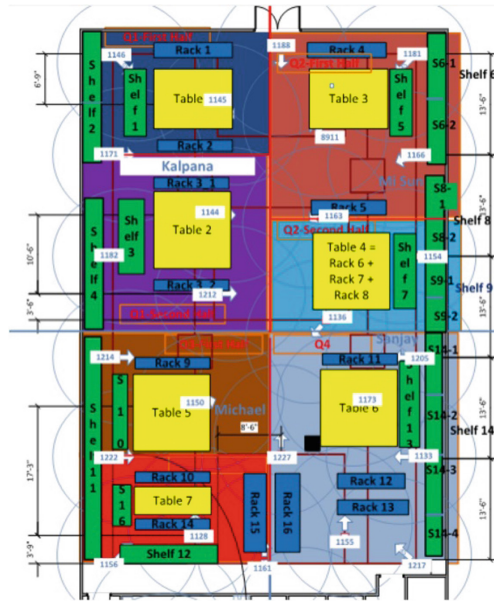 Q1-First Half
Rack 1
1188
Rack 4
1146
Q2-First Half
1181
S6-1
Shelf 6
6'-9"
Shelf 2
Shelf 1
Table
1145
Table 3
Shelf 5
13'-6"
S6-2
8911
Rack 2
1171
Kalpana
1166
Mi Sun
Rack 3_1
S8-1
1144
Rack 5
1163
Shelf 8
Q2-Second Half
S8-2
10'-6"
Shelf 4
Shelf 3
1182
Table 2
Table 4 =
Rack 6 +
Rack 7 +
Rack 8
Shelf 7
1154
S9-1
Shelf 9
Rack 3_2
1212
3'-6"
Q1-Second Half
1136
S9-2
Q4
Sanjay
S14-1
1214
Rack 9
Rack 11
1205
Shelf 11
S10
Table 5
1150
Michael
1173
Table 6
Shelf 13
13'-6"
S14-2
8'-6"
Shelf 14
17'-3"
1222
1227
1133
S14-3
Rack 10
S16
Table 7
Rack 14
Rack 15
Rack 16
Rack 12
Rack 13
13'-6"
1128
1155
S14-4
3'-9"
Shelf 12
1156
1161
1217